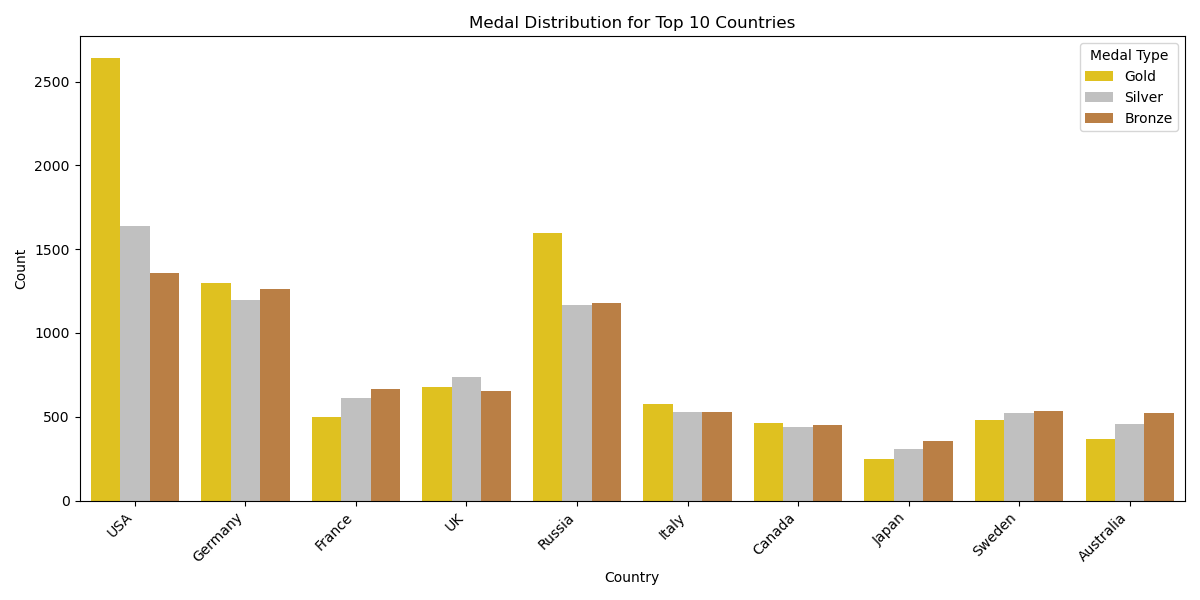 Medal Distribution for Top 10 Countries
Medal Type
Gold
Silver
Bronze
Count
2500
2000
1500
1000
500
0
USA
Germany
France
UK
Russia
Italy
Canada
Japan
Sweden
Australia
Country